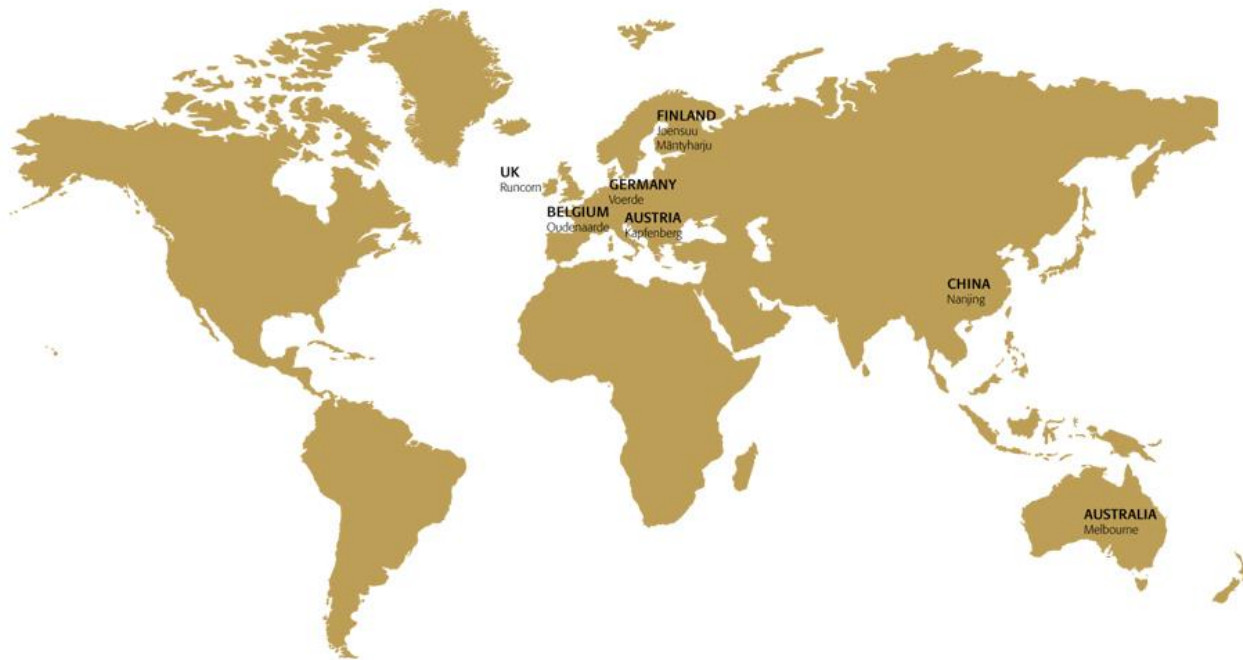 FINLAND
Joensuu
Mäntyharju
UK
Runcorn
GERMANY
Voerde
BELGIUM
Oudenaarde
AUSTRIA
Kapfenberg
CHINA
Nanjing
AUSTRALIA
Melbourne